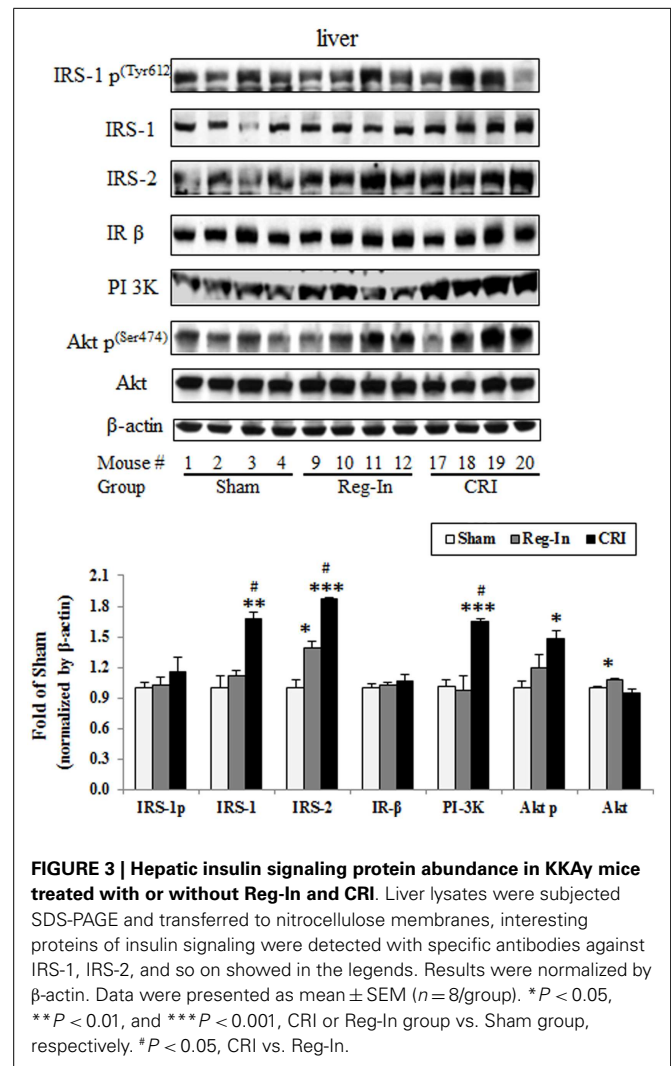 liver
IRS-1 p(Tyr612
IRS-1
IRS-2
IR β
PI 3K
Akt p(Ser474)
Akt
β-actin
Mouse # 1 2 3 4 9 10 11 12 17 18 19 20
Group Sham Reg-In CRI
Sham Reg-In CRI
Fold of Sham
(normalized by β-actin)
2.1
1.8
1.5
1.2
0.9
0.6
0.3
0.0
# ** # *** * # *** * *
IRS-1p IRS-1 IRS-2 IR-β PI-3K Akt p Akt
FIGURE 3 | Hepatic insulin signaling protein abundance in KKAy mice
treated with or without Reg-In and CRI. Liver lysates were subjected
SDS-PAGE and transferred to nitrocellulose membranes, interesting
proteins of insulin signaling were detected with specific antibodies against
IRS-1, IRS-2, and so on showed in the legends. Results were normalized by
β-actin. Data were presented as mean ± SEM (n = 8/group). *P < 0.05,
**P < 0.01, and ***P < 0.001, CRI or Reg-In group vs. Sham group,
respectively. #P < 0.05, CRI vs. Reg-In.